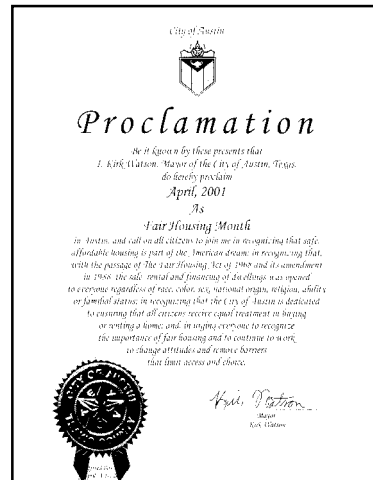 City of Austin
Proclamation
Be it known by these presents that
I, Kirk Watson, Mayor of the City of Austin, Texas,
do hereby proclaim
April, 2001
As
Fair Housing Month
in Austin, and call on all citizens to join me in recognizing that safe,
affordable housing is part of the American dream; in recognizing that,
with the passage of The Fair Housing Act of 1968 and its amendment
in 1988, the sale, rental and financing of dwellings was opened
to everyone regardless of race, color, sex, national origin, religion, ability
or familial status; in recognizing that the City of Austin is dedicated
to ensuring that all citizens receive equal treatment in buying
or renting a home; and, in urging everyone to recognize
the importance of fair housing and to continue to work
to change attitudes and remove barriers
that limit access and choice.
Kirk Watson
Mayor
Kirk Watson
CITY OF AUSTIN